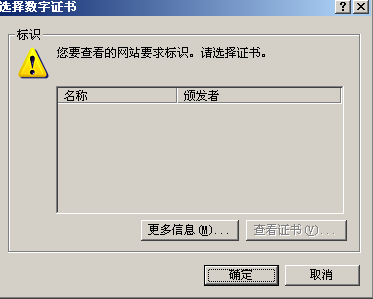 选择数字证书
标识
您要查看的网站要求标识。请选择证书。
名称 颁发者
更多信息(M)... 查看证书(V)...
确定 取消